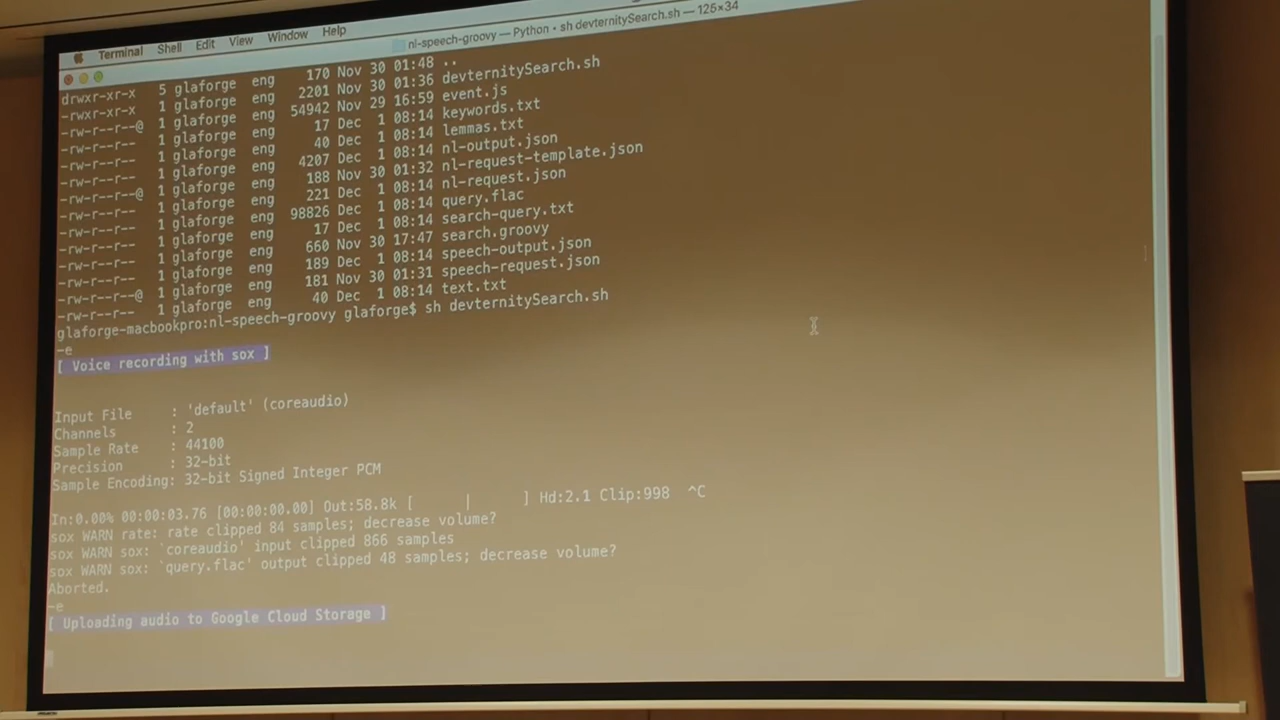 Terminal Shell Edit View Window Help
nl-speech-groovy — Python • sh devternitySearch.sh — 125×34
drwxr-xr-x 5 glaforge eng 170 Nov 30 01:48 ..
-rwxr-xr-x 1 glaforge eng 2201 Nov 30 01:36 devternitySearch.sh
-rw-r--r--@ 1 glaforge eng 54942 Nov 29 16:59 event.js
-rw-r--r-- 1 glaforge eng 17 Dec 1 08:14 keywords.txt
-rw-r--r-- 1 glaforge eng 40 Dec 1 08:14 lemmas.txt
-rw-r--r-- 1 glaforge eng 4207 Dec 1 08:14 nl-output.json
-rw-r--r--@ 1 glaforge eng 188 Nov 30 01:32 nl-request-template.json
-rw-r--r-- 1 glaforge eng 221 Dec 1 08:14 nl-request.json
-rw-r--r-- 1 glaforge eng 98826 Dec 1 08:14 query.flac
-rw-r--r-- 1 glaforge eng 17 Dec 1 08:14 search-query.txt
-rw-r--r-- 1 glaforge eng 660 Nov 30 17:47 search.groovy
-rw-r--r-- 1 glaforge eng 189 Dec 1 08:14 speech-output.json
-rw-r--r--@ 1 glaforge eng 181 Nov 30 01:31 speech-request.json
-rw-r--r-- 1 glaforge eng 40 Dec 1 08:14 text.txt
glaforge-macbookpro:nl-speech-groovy glaforge$ sh devternitySearch.sh
-e
[ Voice recording with sox ]
Input File : 'default' (coreaudio)
Channels : 2
Sample Rate : 44100
Precision : 32-bit
Sample Encoding: 32-bit Signed Integer PCM
In:0.00% 00:00:03.76 [00:00:00.00] Out:58.8k [ | ] Hd:2.1 Clip:998 ^C
sox WARN rate: rate clipped 84 samples; decrease volume?
sox WARN sox: `coreaudio' input clipped 866 samples
sox WARN sox: `query.flac' output clipped 48 samples; decrease volume?
Aborted.
-e
[ Uploading audio to Google Cloud Storage ]